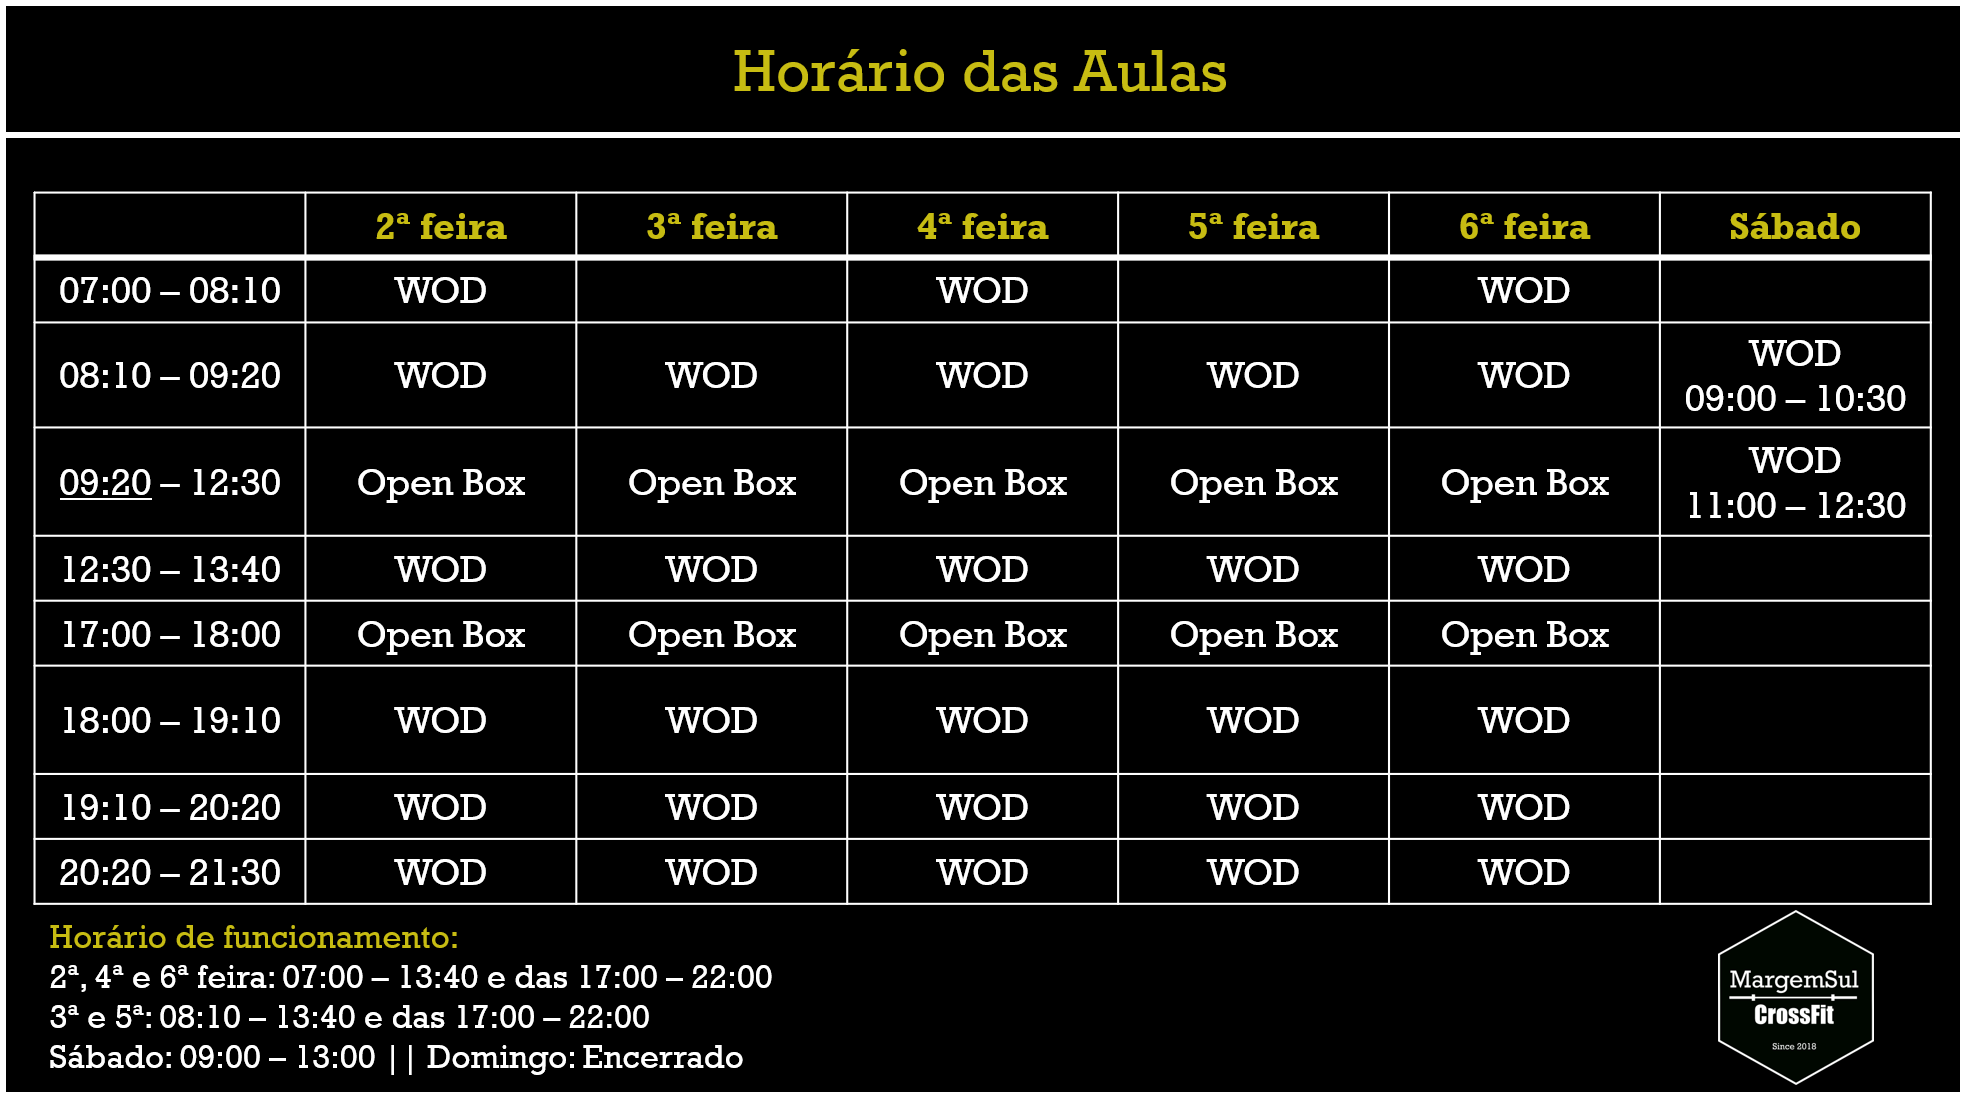 Horário das Aulas
2ª feira 3ª feira 4ª feira 5ª feira 6ª feira Sábado
07:00 – 08:10 WOD WOD WOD
08:10 – 09:20 WOD WOD WOD WOD WOD WOD 09:00 – 10:30
09:20 – 12:30 Open Box Open Box Open Box Open Box Open Box WOD 11:00 – 12:30
12:30 – 13:40 WOD WOD WOD WOD WOD
17:00 – 18:00 Open Box Open Box Open Box Open Box Open Box
18:00 – 19:10 WOD WOD WOD WOD WOD
19:10 – 20:20 WOD WOD WOD WOD WOD
20:20 – 21:30 WOD WOD WOD WOD WOD
Horário de funcionamento:
2ª, 4ª e 6ª feira: 07:00 – 13:40 e das 17:00 – 22:00
3ª e 5ª: 08:10 – 13:40 e das 17:00 – 22:00
Sábado: 09:00 – 13:00 || Domingo: Encerrado
MargemSul
CrossFit
Since 2018